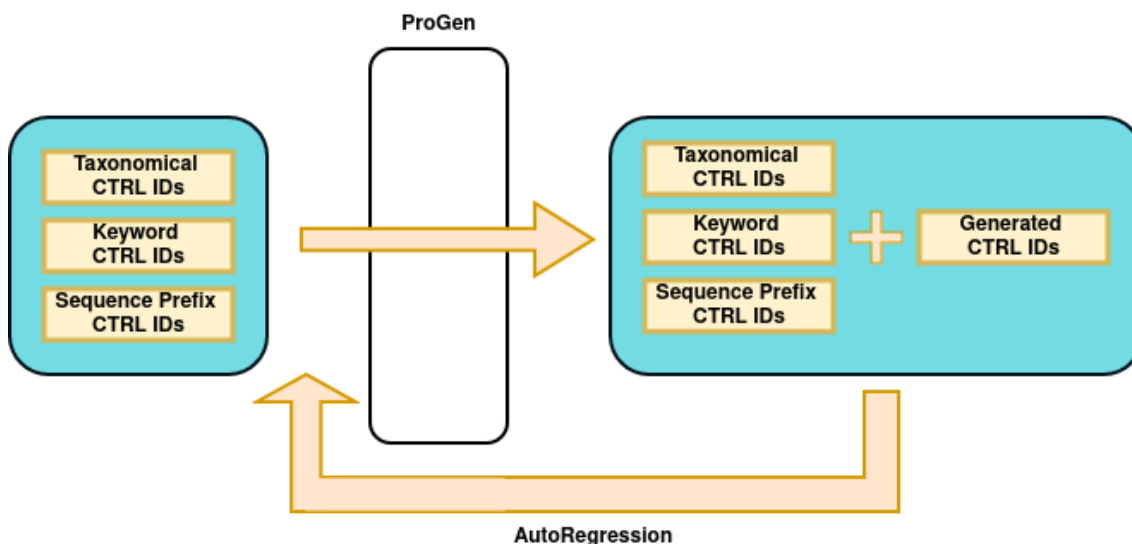 ProGen
Taxonomical
CTRL IDs
Keyword
CTRL IDs
Sequence Prefix
CTRL IDs
Taxonomical
CTRL IDs
Keyword
CTRL IDs
Sequence Prefix
CTRL IDs
Generated
CTRL IDs
AutoRegression